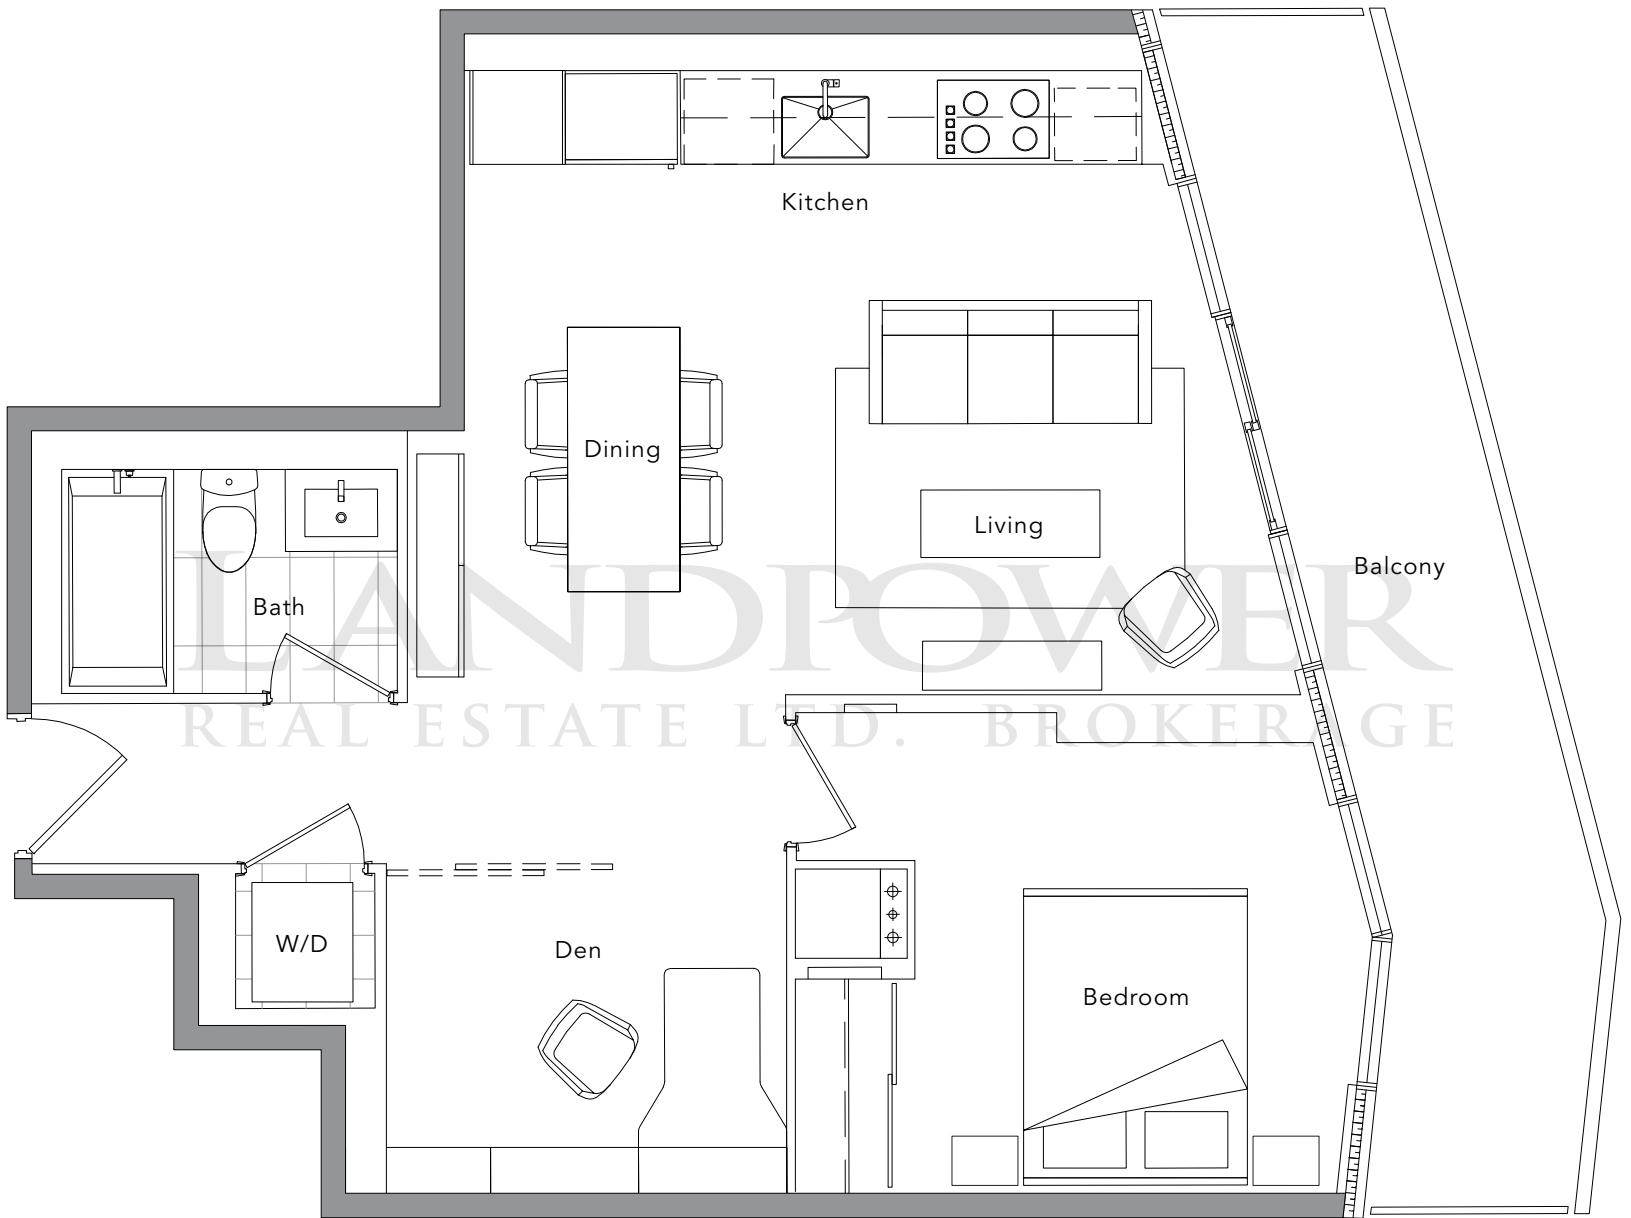 Kitchen
Dining
Living
Balcony
Bath
LANDPOWER
REAL ESTATE LTD. BROKERAGE
W/D
Den
Bedroom